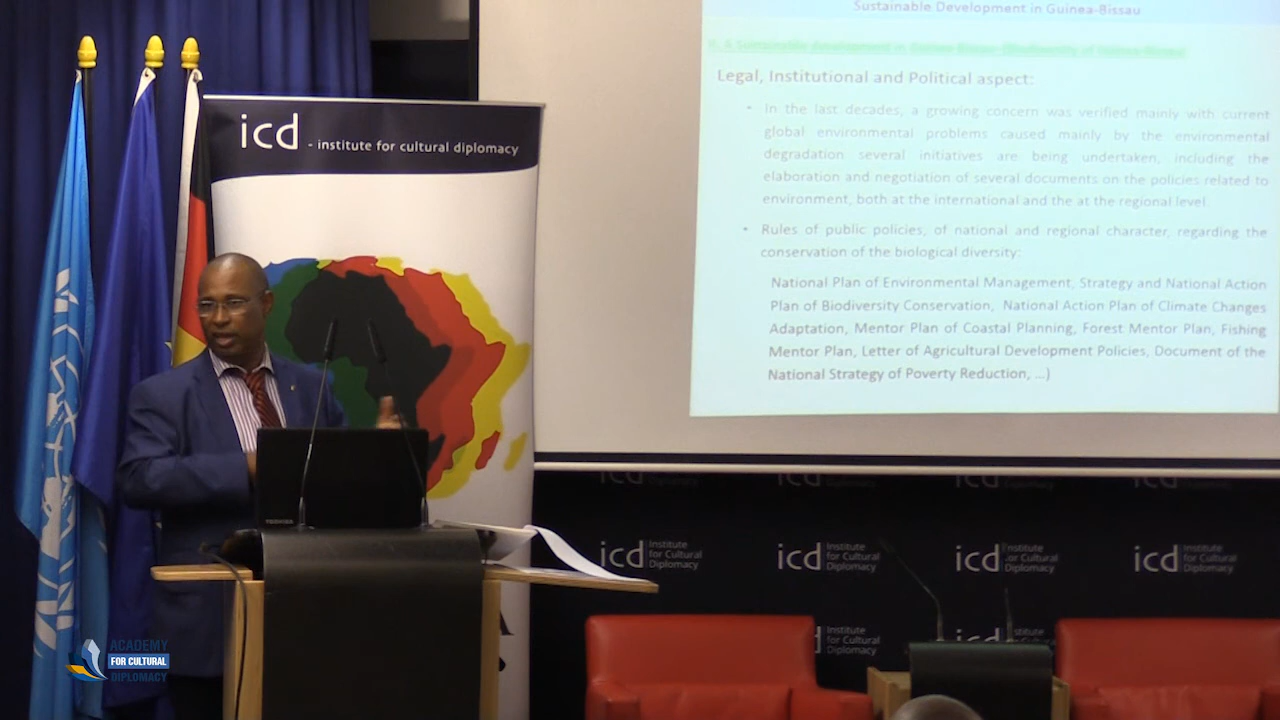 Sustainable Development in Guinea-Bissau
Legal, Institutional and Political aspect:
• In the last decades, a growing concern was verified mainly with current
global environmental problems caused mainly by the environmental
degradation several initiatives are being undertaken, including the
elaboration and negotiation of several documents on the policies related to
environment, both at the international and the at the regional level
• Rules of public policies, of national and regional character, regarding the
conservation of the biological diversity:
National Plan of Environmental Management, Strategy and National Action
Plan of Biodiversity Conservation, National Action Plan of Climate Changes
Adaptation, Mentor Plan of Coastal Planning, Forest Mentor Plan, Fishing
Mentor Plan, Letter of Agricultural Development Policies, Document of the
National Strategy of Poverty Reduction, ...)
icd - institute for cultural diplomacy
TOSHIBA
icd Institute
for Cultural
Diplomacy
icd Institute
for Cultural
Diplomacy
icd Institute
for Cultural
Diplomacy
icd Institute
for Cultural
Diplomacy
Institute
for Cultural
Diplomacy
ACADEMY
FOR CULTURAL
DIPLOMACY